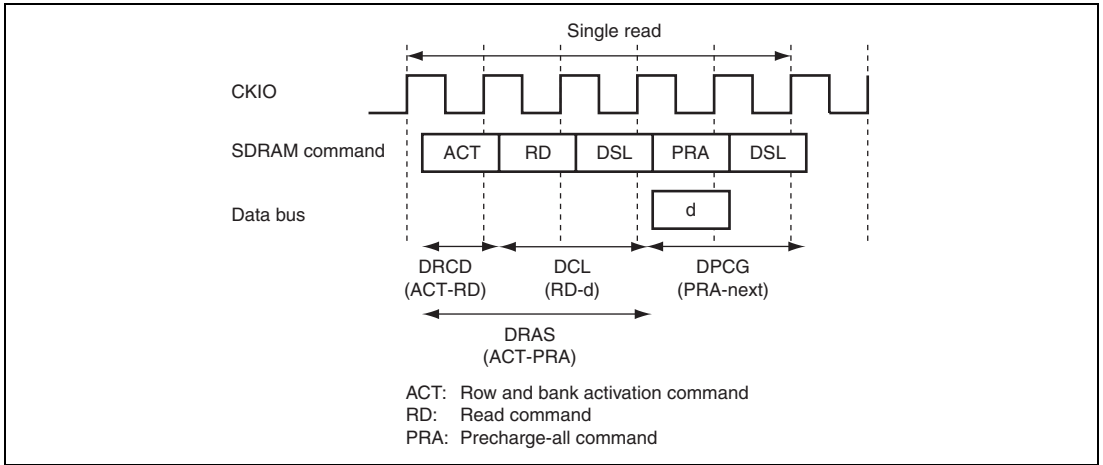 Single read
CKIO
SDRAM command
ACT RD DSL PRA DSL
Data bus
d
DRCD DCL DPCG
(ACT-RD) (RD-d) (PRA-next)
DRAS
(ACT-PRA)
ACT: Row and bank activation command
RD: Read command
PRA: Precharge-all command